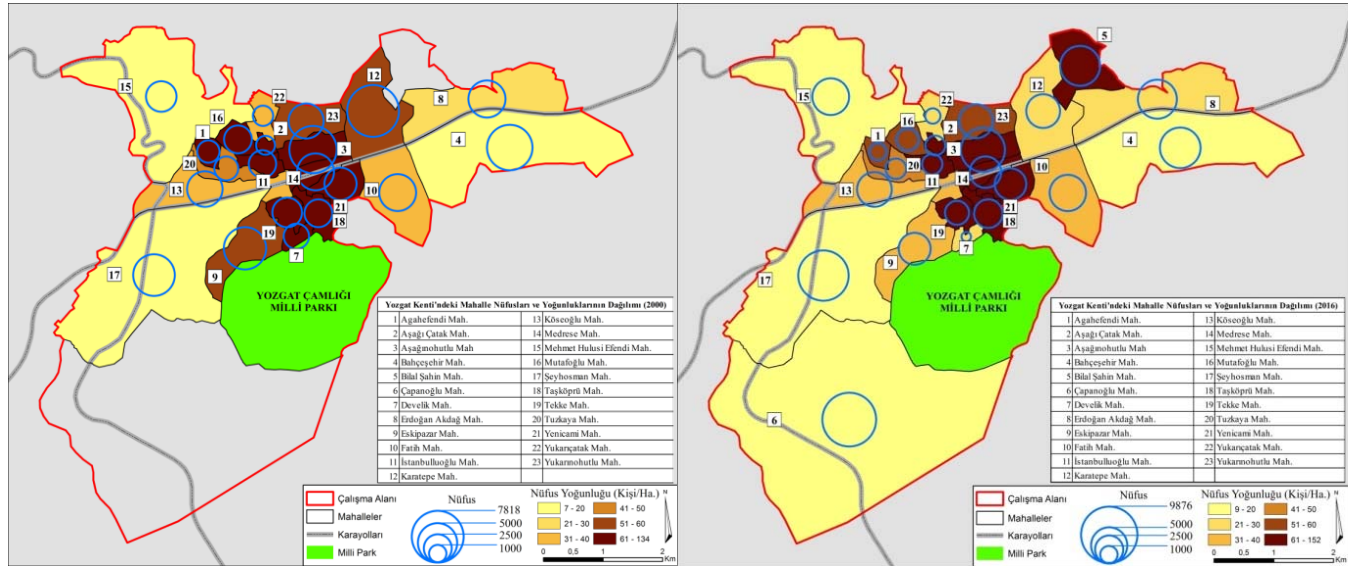 15
16
1
20
13
17
22
2
23
12
3
11
14
10
8
4
21
18
19
7
9
YOZGAT ÇAMLIĞI
MİLLİ PARKI
Yozgat Kenti'ndeki Mahalle Nüfusları ve Yoğunluklarının Dağılımı (2000)
1 Agahefendi Mah. 13 Köseoğlu Mah.
2 Aşağı Çatak Mah. 14 Medrese Mah.
3 Aşağınohutlu Mah 15 Mehmet Hulusi Efendi Mah.
4 Bahçeşehir Mah. 16 Mutafoğlu Mah.
5 Bilal Şahin Mah. 17 Şeyhosman Mah.
6 Çapanoğlu Mah. 18 Taşköprü Mah.
7 Develik Mah. 19 Tekke Mah.
8 Erdoğan Akdağ Mah. 20 Tuzkaya Mah.
9 Eskipazar Mah. 21 Yenicami Mah.
10 Fatih Mah. 22 Yukarıçatak Mah.
11 İstanbulluoğlu Mah. 23 Yukarınohutlu Mah.
12 Karatepe Mah.
Çalışma Alanı
Mahalleler
Karayolları
Milli Park
Nüfus
7818
5000
2500
1000
Nüfus Yoğunluğu (Kişi/Ha.)
7 - 20 41 - 50
21 - 30 51 - 60
31 - 40 61 - 134
0 0,5 1 2
Km
N
15
16
1
20
13
17
6
22
2
23
12
5
3
11
14
10
8
4
21
18
19
7
9
YOZGAT ÇAMLIĞI
MİLLİ PARKI
Yozgat Kenti'ndeki Mahalle Nüfusları ve Yoğunluklarının Dağılımı (2016)
1 Agahefendi Mah. 13 Köseoğlu Mah.
2 Aşağı Çatak Mah. 14 Medrese Mah.
3 Aşağınohutlu Mah 15 Mehmet Hulusi Efendi Mah.
4 Bahçeşehir Mah. 16 Mutafoğlu Mah.
5 Bilal Şahin Mah. 17 Şeyhosman Mah.
6 Çapanoğlu Mah. 18 Taşköprü Mah.
7 Develik Mah. 19 Tekke Mah.
8 Erdoğan Akdağ Mah. 20 Tuzkaya Mah.
9 Eskipazar Mah. 21 Yenicami Mah.
10 Fatih Mah. 22 Yukarıçatak Mah.
11 İstanbulluoğlu Mah. 23 Yukarınohutlu Mah.
12 Karatepe Mah.
Çalışma Alanı
Mahalleler
Karayolları
Milli Park
Nüfus
9876
5000
2500
1000
Nüfus Yoğunluğu (Kişi/Ha.)
9 - 20 41 - 50
21 - 30 51 - 60
31 - 40 61 - 152
0 0,5 1 2
Km
N